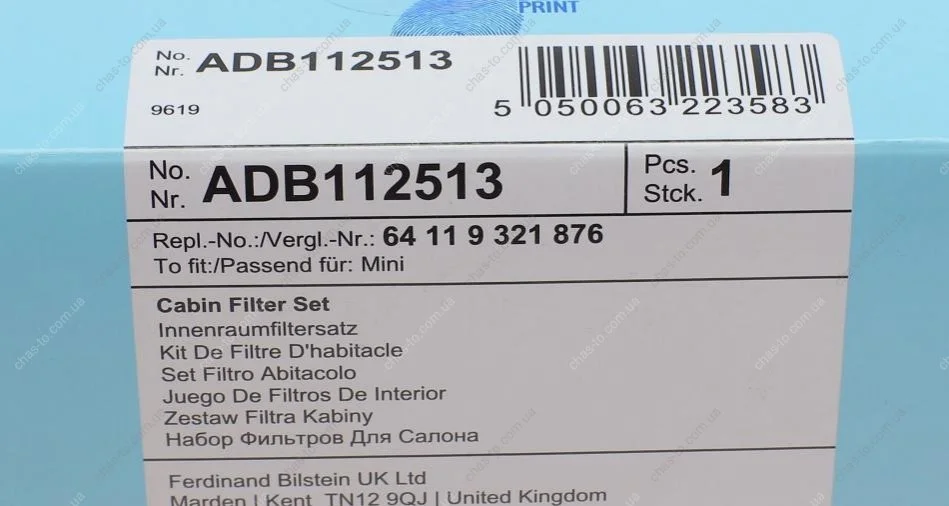 PRINT
No.
Nr. ADB112513
9619
5 050063 223583
No.
Nr. ADB112513
Pcs.
Stck. 1
Repl.-No.:/Vergl.-Nr.: 64 11 9 321 876
To fit:/Passend für: Mini
Cabin Filter Set
Innenraumfiltersatz
Kit De Filtre D'habitacle
Set Filtro Abitacolo
Juego De Filtros De Interior
Zestaw Filtra Kabiny
Набор Фильтров Для Салона
Ferdinand Bilstein UK Ltd
Marden | Kent TN12 9QJ | United Kingdom
chas-to.com.ua